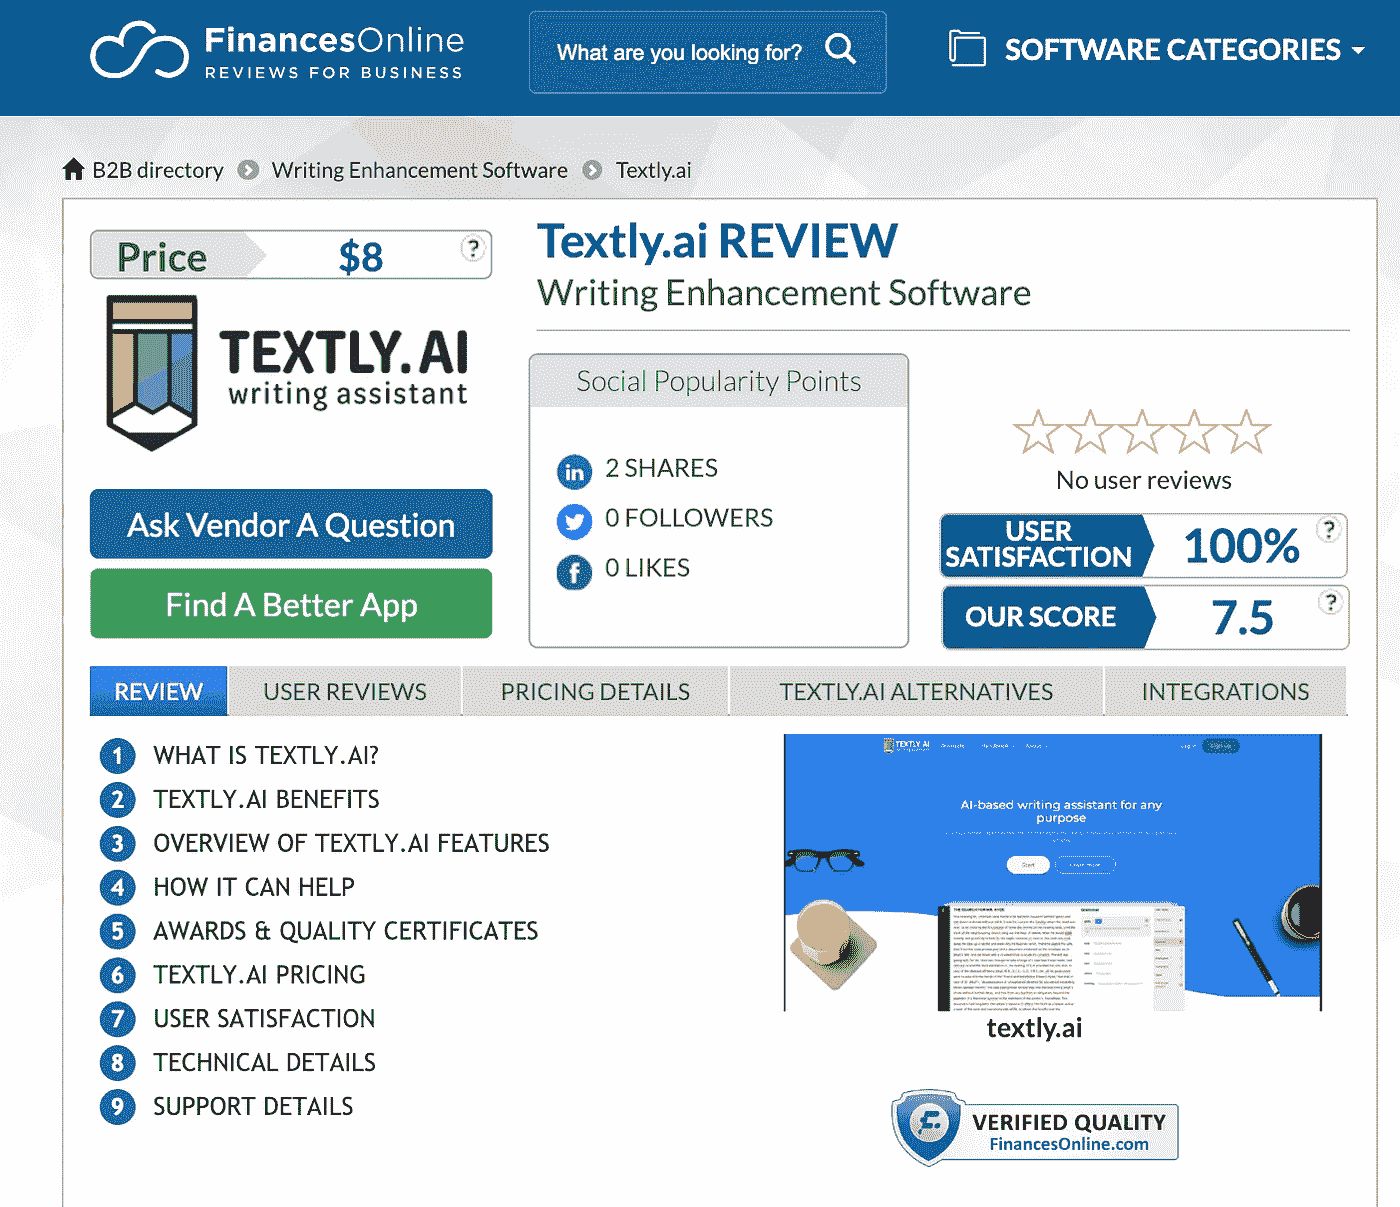 FinancesOnline
REVIEWS FOR BUSINESS
What are you looking for?
SOFTWARE CATEGORIES
B2B directory
Writing Enhancement Software
Textly.ai
Price
$8
?
TEXTLY.AI
writing assistant
Ask Vendor A Question
Find A Better App
Textly.ai REVIEW
Writing Enhancement Software
Social Popularity Points
in
2 SHARES
0 FOLLOWERS
f
0 LIKES
No user reviews
USER
SATISFACTION
100%
?
OUR SCORE
7.5
?
REVIEW
USER REVIEWS
PRICING DETAILS
TEXTLY.AI ALTERNATIVES
INTEGRATIONS
1 WHAT IS TEXTLY.AI?
2 TEXTLY.AI BENEFITS
3 OVERVIEW OF TEXTLY.AI FEATURES
4 HOW IT CAN HELP
5 AWARDS & QUALITY CERTIFICATES
6 TEXTLY.AI PRICING
7 USER SATISFACTION
8 TECHNICAL DETAILS
9 SUPPORT DETAILS
TEXTLY AI
AI-based writing assistant for any
purpose
Start
textly.ai
VERIFIED QUALITY
FinancesOnline.com